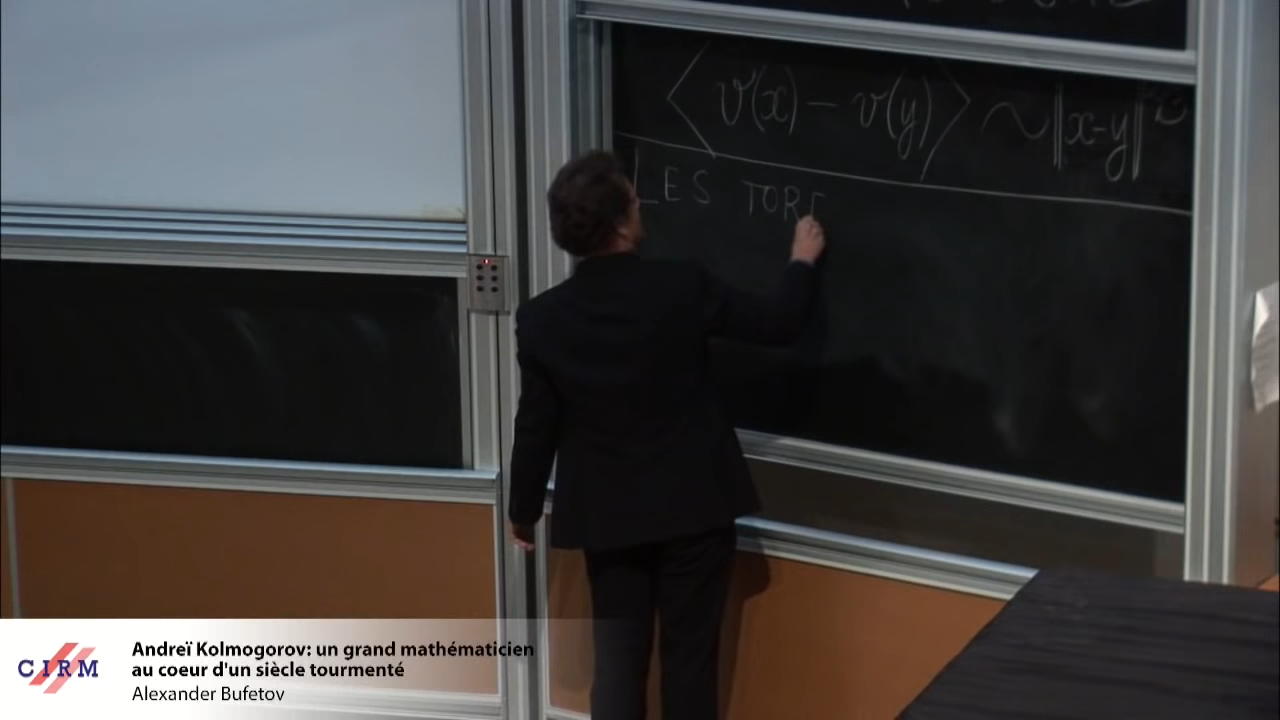 ⟨v(x) − v(y)⟩ ~ ‖x-y‖
LES TORE
CIRM
Andreï Kolmogorov: un grand mathématicien
au coeur d'un siècle tourmenté
Alexander Bufetov